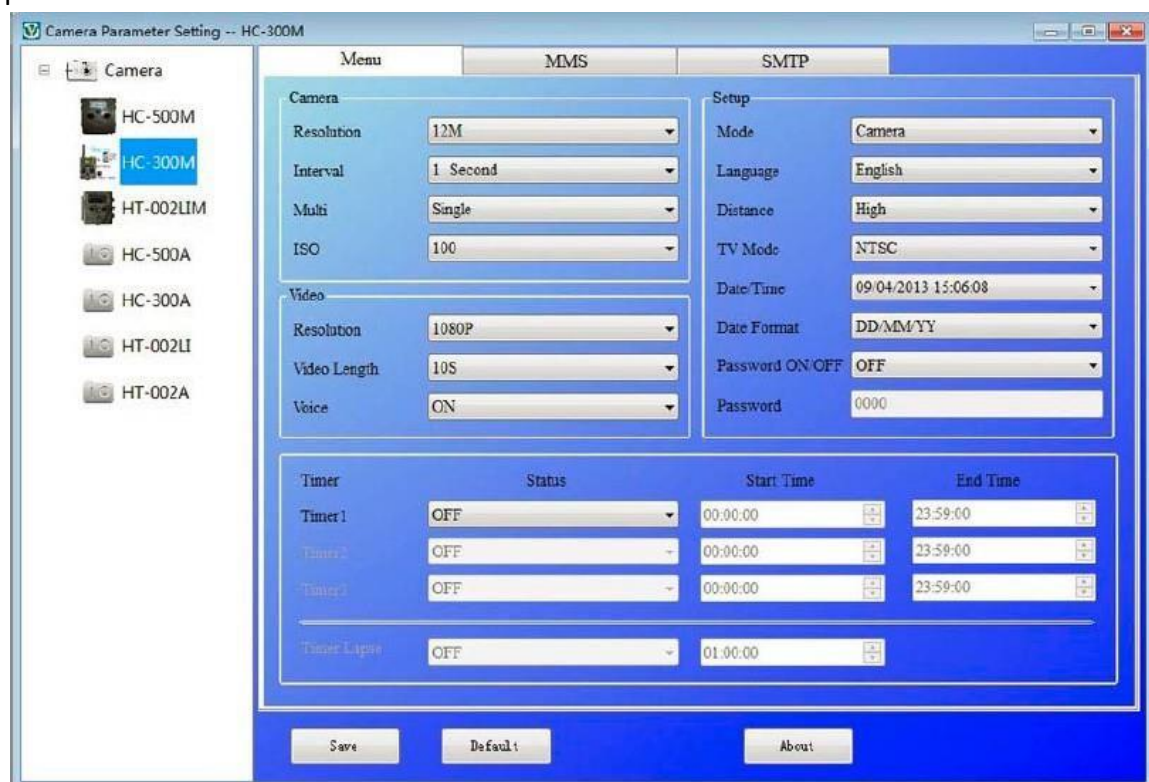 Camera Parameter Setting -- HC-300M
Camera
HC-500M
HC-300M
HT-002LIM
HC-500A
HC-300A
HT-002LI
HT-002A
Menu MMS SMTP
Camera
Resolution 12M
Interval 1 Second
Multi Single
ISO 100
Video
Resolution 1080P
Video Length 10S
Voice ON
Setup
Mode Camera
Language English
Distance High
TV Mode NTSC
Date/Time 09/04/2013 15:06:08
Date Format DD/MM/YY
Password ON/OFF OFF
Password 0000
Timer Status Start Time End Time
Timer1 OFF 00:00:00 23:59:00
Timer2 OFF 00:00:00 23:59:00
Timer3 OFF 00:00:00 23:59:00
Timer Lapse OFF 01:00:00
Save Default About